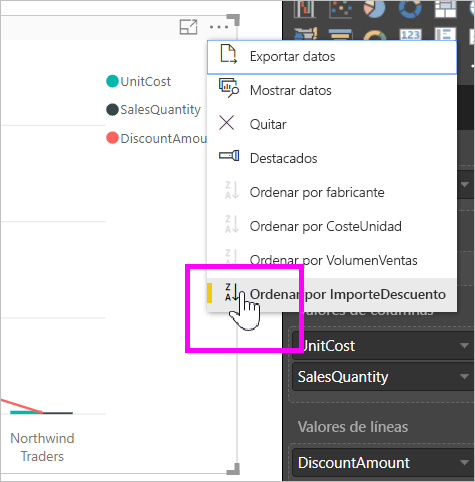 Exportar datos
UnitCost
Mostrar datos
SalesQuantity
Quitar
DiscountAmou
Destacados
Ordenar por fabricante
Ordenar por CosteUnidad
Ordenar por VolumenVentas
Ordenar por ImporteDescuento
Valores de columnas
UnitCost
SalesQuantity
Valores de líneas
DiscountAmount
Northwind
Traders